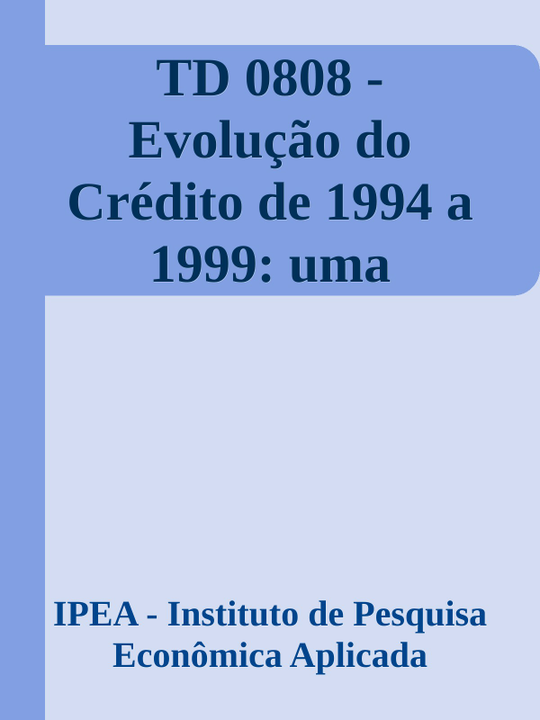 TD 0808 -
Evolução do
Crédito de 1994 a
1999: uma
IPEA - Instituto de Pesquisa
Econômica Aplicada